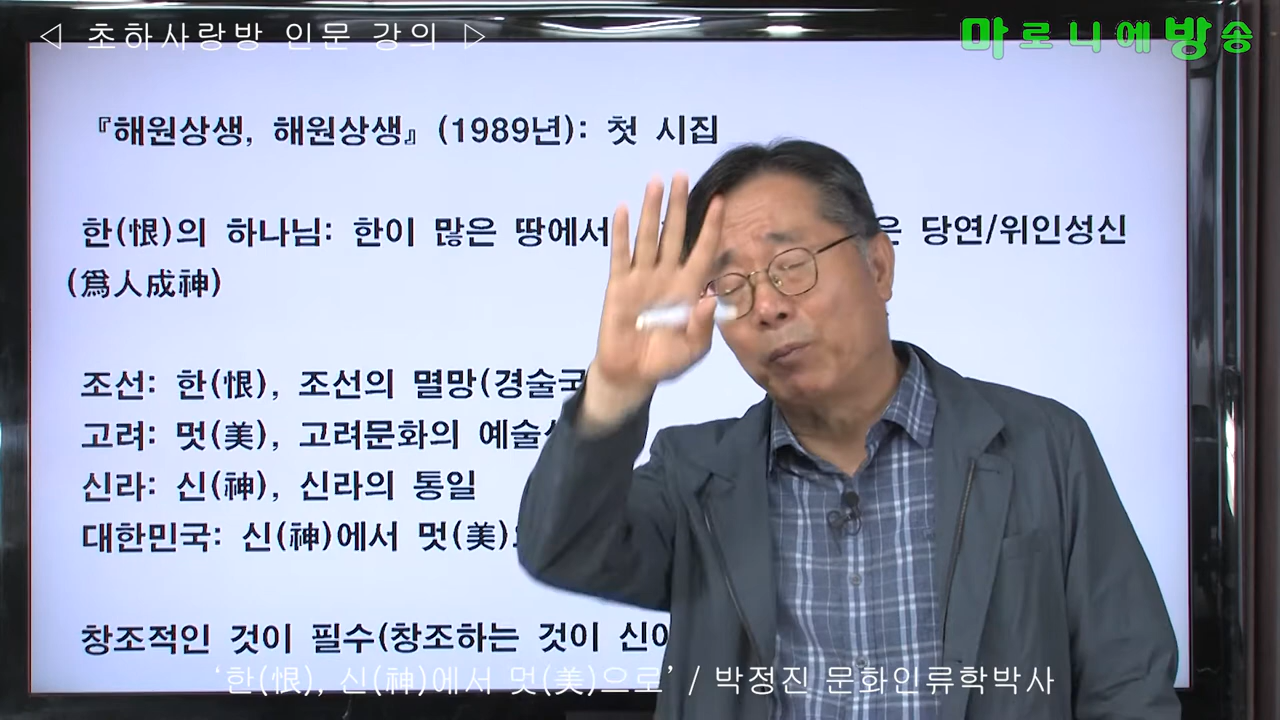 ◁ 초하사랑방 인문 강의 ▷
마로니에방송
『해원상생, 해원상생』(1989년): 첫 시집
한(恨)의 하나님: 한이 많은 땅에서 당연/위인성신
(爲人成神)
조선: 한(恨), 조선의 멸망(경술국
고려: 멋(美), 고려문화의
신라: 신(神), 신라의 통일
대한민국: 신(神)에서 멋(美)
창조적인 것이 필수(창조하는 것이
‘한(恨), 신(神)에서 멋(美)으로’ / 박정진 문화인류학박사